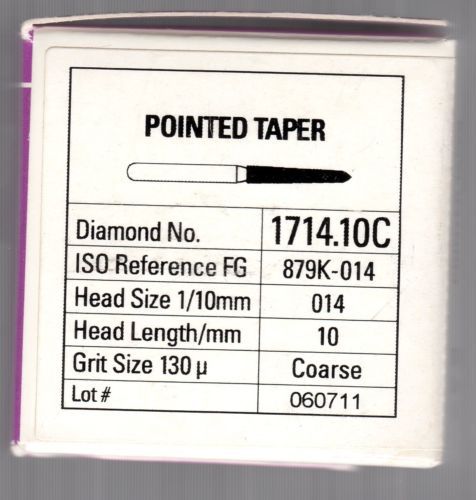 POINTED TAPER
Diamond No. 1714.10C
ISO Reference FG 879K-014
Head Size 1/10mm 014
Head Length/mm 10
Grit Size 130 µ Coarse
Lot # 060711